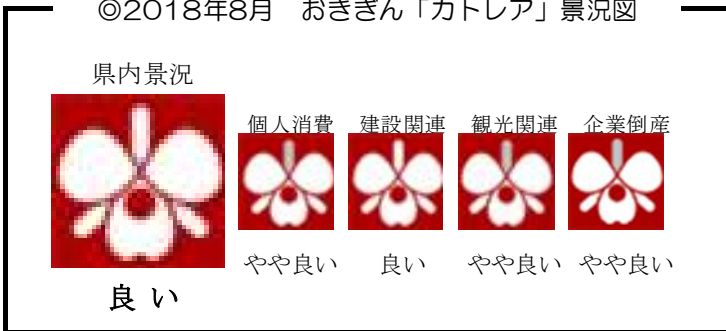 ◎2018年8月 おきぎん「カトレア」景況図
県内景況
個人消費 建設関連 観光関連 企業倒産
やや良い 良い やや良い やや良い
良 い